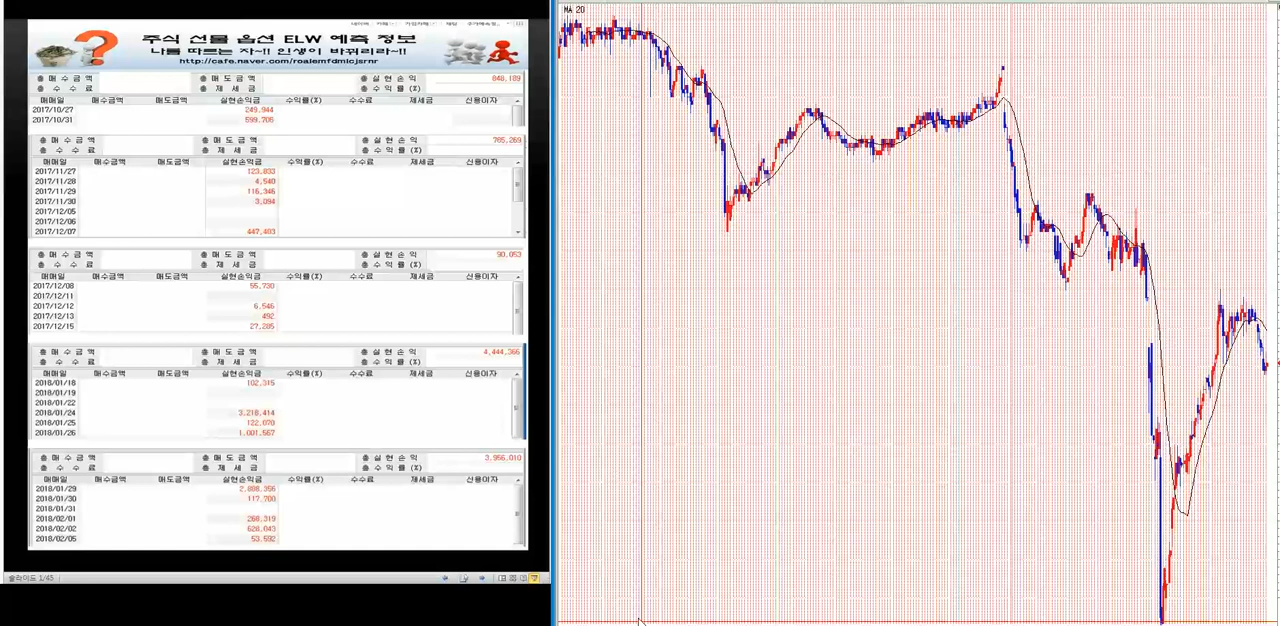 주식 선물 옵션 ELW 예측 정보
나를 따르는 자~!! 인생이 바뀌리라~!!
http://cafe.naver.com/roalemfdmlcjsrnr
총 매 수 금 액 총 매 도 금 액 총 실 현 손 익 848,189
총 수 수 료 총 제 세 금 총 수 익 률(%)
매매일 매수금액 매도금액 실현손익금 수익률(%) 수수료 제세금 신용이자
2017/10/27 249,944
2017/10/31 599,706
총 매 수 금 액 총 매 도 금 액 총 실 현 손 익 765,269
총 수 수 료 총 제 세 금 총 수 익 률(%)
매매일 매수금액 매도금액 실현손익금 수익률(%) 수수료 제세금 신용이자
2017/11/27 123,833
2017/11/28 4,540
2017/11/29 116,346
2017/11/30 3,094
2017/12/05
2017/12/06
2017/12/07 447,403
총 매 수 금 액 총 매 도 금 액 총 실 현 손 익 90,053
총 수 수 료 총 제 세 금 총 수 익 률(%)
매매일 매수금액 매도금액 실현손익금 수익률(%) 수수료 제세금 신용이자
2017/12/08 55,730
2017/12/11
2017/12/12 6,546
2017/12/13 492
2017/12/15 27,285
총 매 수 금 액 총 매 도 금 액 총 실 현 손 익 4,444,366
총 수 수 료 총 제 세 금 총 수 익 률(%)
매매일 매수금액 매도금액 실현손익금 수익률(%) 수수료 제세금 신용이자
2018/01/18 102,315
2018/01/19
2018/01/22
2018/01/24 3,218,414
2018/01/25 122,070
2018/01/26 1,001,567
총 매 수 금 액 총 매 도 금 액 총 실 현 손 익 3,956,010
총 수 수 료 총 제 세 금 총 수 익 률(%)
매매일 매수금액 매도금액 실현손익금 수익률(%) 수수료 제세금 신용이자
2018/01/29 2,888,356
2018/01/30 117,700
2018/01/31
2018/02/01 268,319
2018/02/02 628,043
2018/02/05 53,592
슬라이드 1/45
MA 20